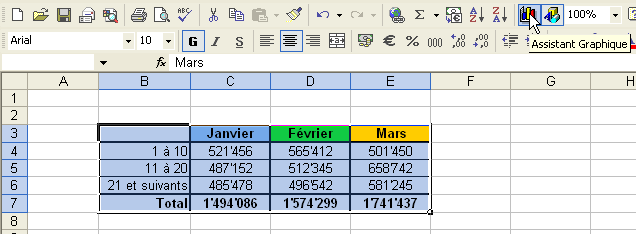 Σ A Z Z A 100% ?
Assistant Graphique
Arial 10 G I S € % 000 A
fx Mars
A B C D E F G H
1
2
3 Janvier Février Mars
4 1 à 10 521'456 565'412 501'450
5 11 à 20 487'152 512'345 658'742
6 21 et suivants 485'478 496'542 581'245
7 Total 1'494'086 1'574'299 1'741'437
8